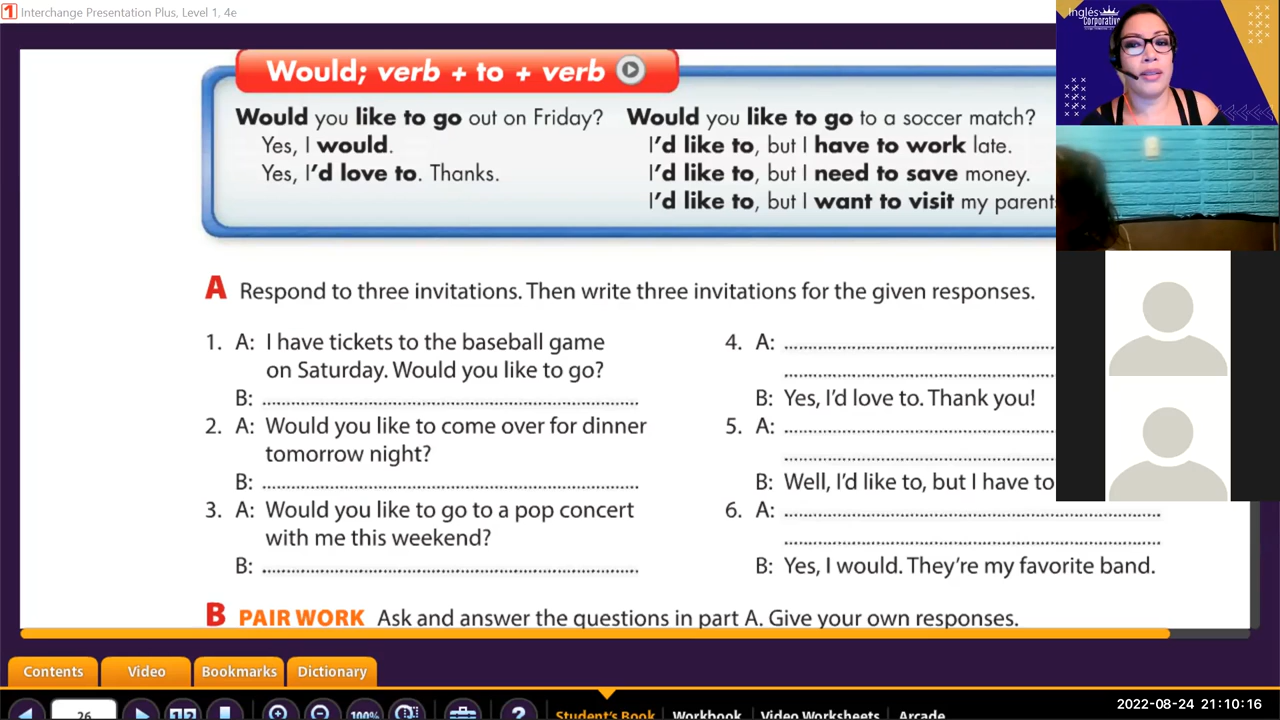 Interchange Presentation Plus, Level 1, 4e
Inglés
Corporativo
Would; verb + to + verb
Would you like to go out on Friday?
Yes, I would.
Yes, I'd love to. Thanks.
Would you like to go to a soccer match?
I'd like to, but I have to work late.
I'd like to, but I need to save money.
I'd like to, but I want to visit my parent
A Respond to three invitations. Then write three invitations for the given responses.
1. A: I have tickets to the baseball game
on Saturday. Would you like to go?
B:
2. A: Would you like to come over for dinner
tomorrow night?
B:
3. A: Would you like to go to a pop concert
with me this weekend?
B:
4. A:
B: Yes, I'd love to. Thank you!
5. A:
B: Well, I'd like to, but I have to
6. A:
B: Yes, I would. They're my favorite band.
B PAIR WORK Ask and answer the questions in part A. Give your own responses.
Contents Video Bookmarks Dictionary
26 100% ? Student's Book Workbook Video Worksheets Arcade
2022-08-24 21:10:16